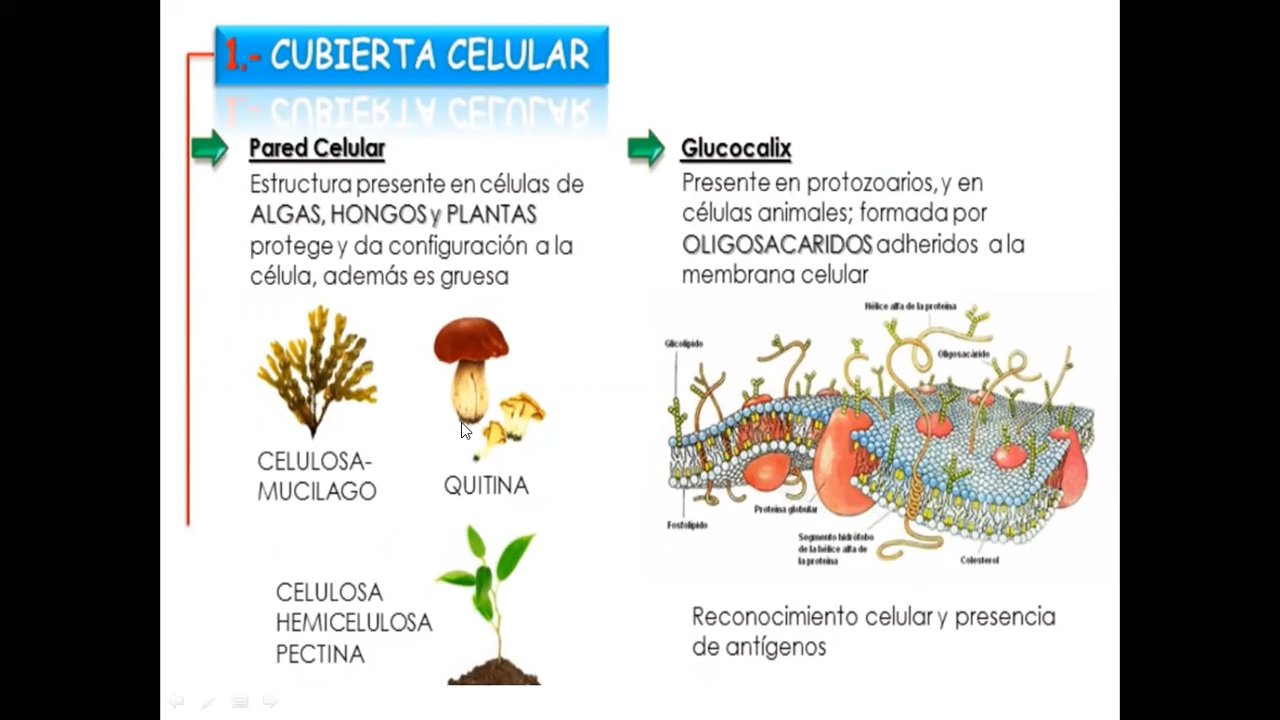 1.- CUBIERTA CELULAR
Pared Celular
Estructura presente en células de
ALGAS, HONGOS y PLANTAS
protege y da configuración a la
célula, además es gruesa
CELULOSA-
MUCILAGO
QUITINA
CELULOSA
HEMICELULOSA
PECTINA
Glucocalix
Presente en protozoarios, y en
células animales; formada por
OLIGOSACARIDOS adheridos a la
membrana celular
Hélice alfa de la proteína
Glicolípido
Oligosacárido
Proteína globular
Fosfolípido
Segmento hidrófobo
de la hélice alfa de
la proteína
Colesterol
Reconocimiento celular y presencia
de antígenos